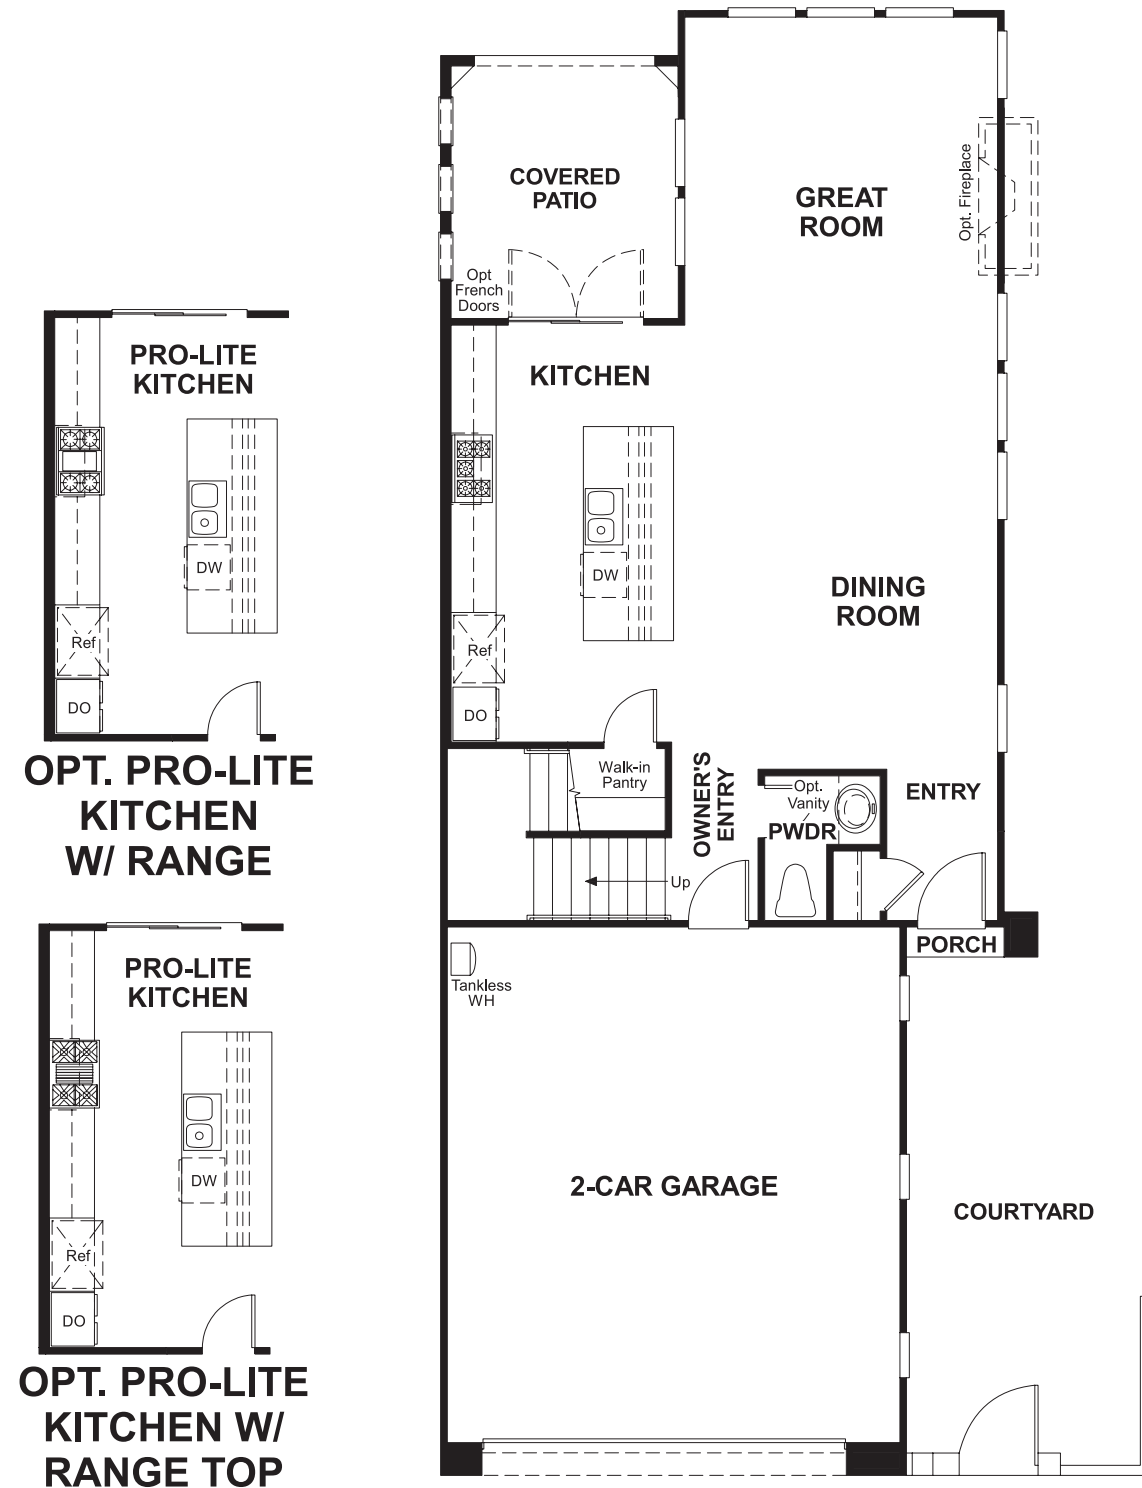 COVERED
PATIO
GREAT
ROOM
Opt. Fireplace
Opt
French
Doors
KITCHEN
DW
DINING
ROOM
Ref
DO
Walk-in
Pantry
OWNER'S
ENTRY
Opt.
Vanity
PWDR
ENTRY
Up
PORCH
Tankless
WH
2-CAR GARAGE
COURTYARD
PRO-LITE
KITCHEN
DW
Ref
DO
OPT. PRO-LITE
KITCHEN
W/ RANGE
PRO-LITE
KITCHEN
DW
Ref
DO
OPT. PRO-LITE
KITCHEN W/
RANGE TOP